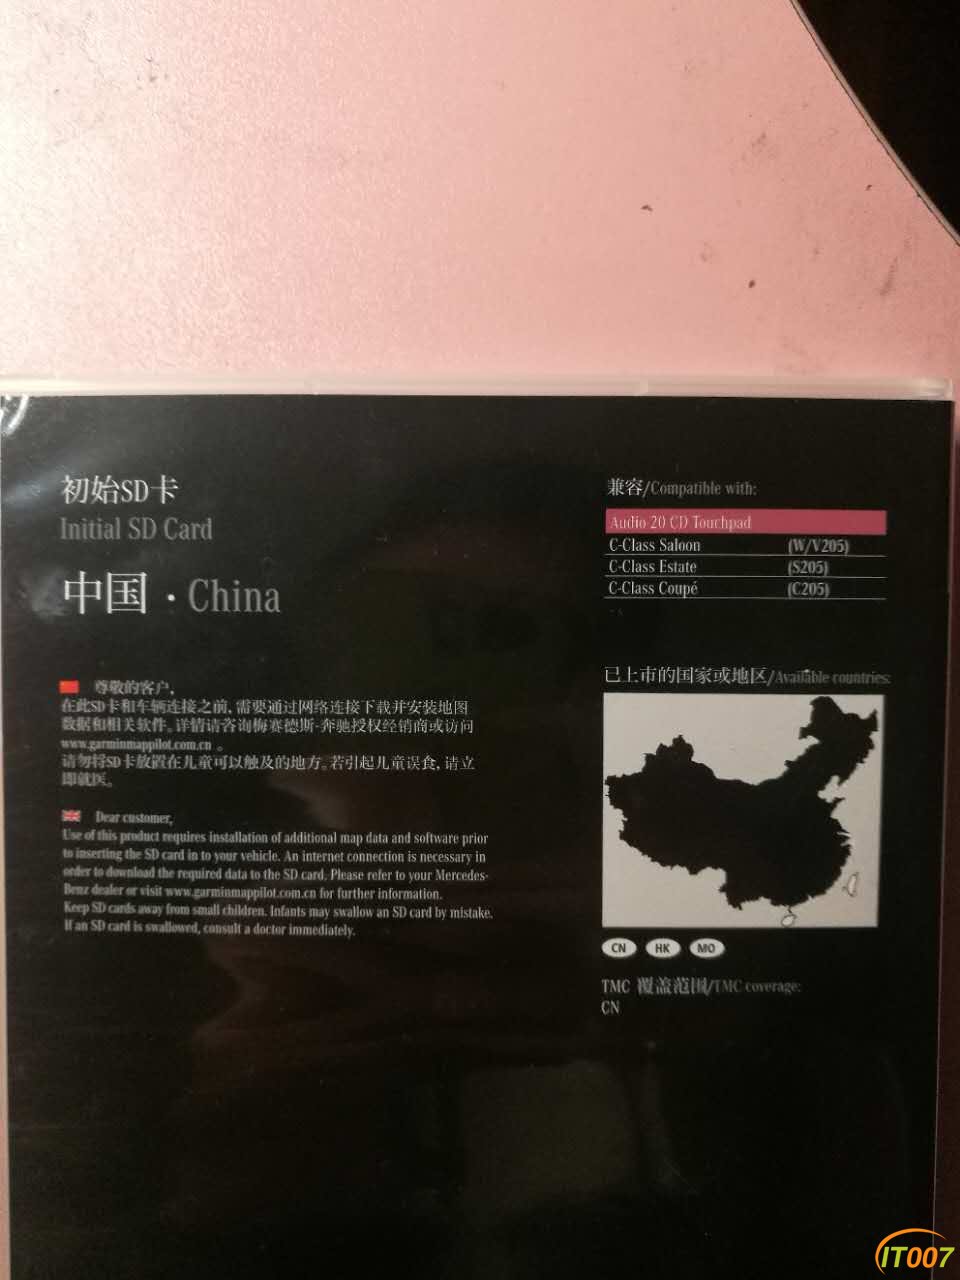 初始SD卡
Initial SD Card
中国 · China
尊敬的客户,
在此SD卡和车辆连接之前, 需要通过网络连接下载并安装地图
数据和相关软件。详情请咨询梅赛德斯-奔驰授权经销商或访问
www.garminmappilot.com.cn 。
请勿将SD卡放置在儿童可以触及的地方。若引起儿童误食, 请立
即就医。
Dear customer,
Use of this product requires installation of additional map data and software prior
to inserting the SD card in to your vehicle. An internet connection is necessary in
order to download the required data to the SD card. Please refer to your Mercedes-
Benz dealer or visit www.garminmappilot.com.cn for further information.
Keep SD cards away from small children. Infants may swallow an SD card by mistake.
If an SD card is swallowed, consult a doctor immediately.
兼容/Compatible with:
Audio 20 CD Touchpad
C-Class Saloon (W/V205)
C-Class Estate (S205)
C-Class Coupé (C205)
已上市的国家或地区/Available countries:
CN HK MO
TMC 覆盖范围/TMC coverage:
CN
IT007